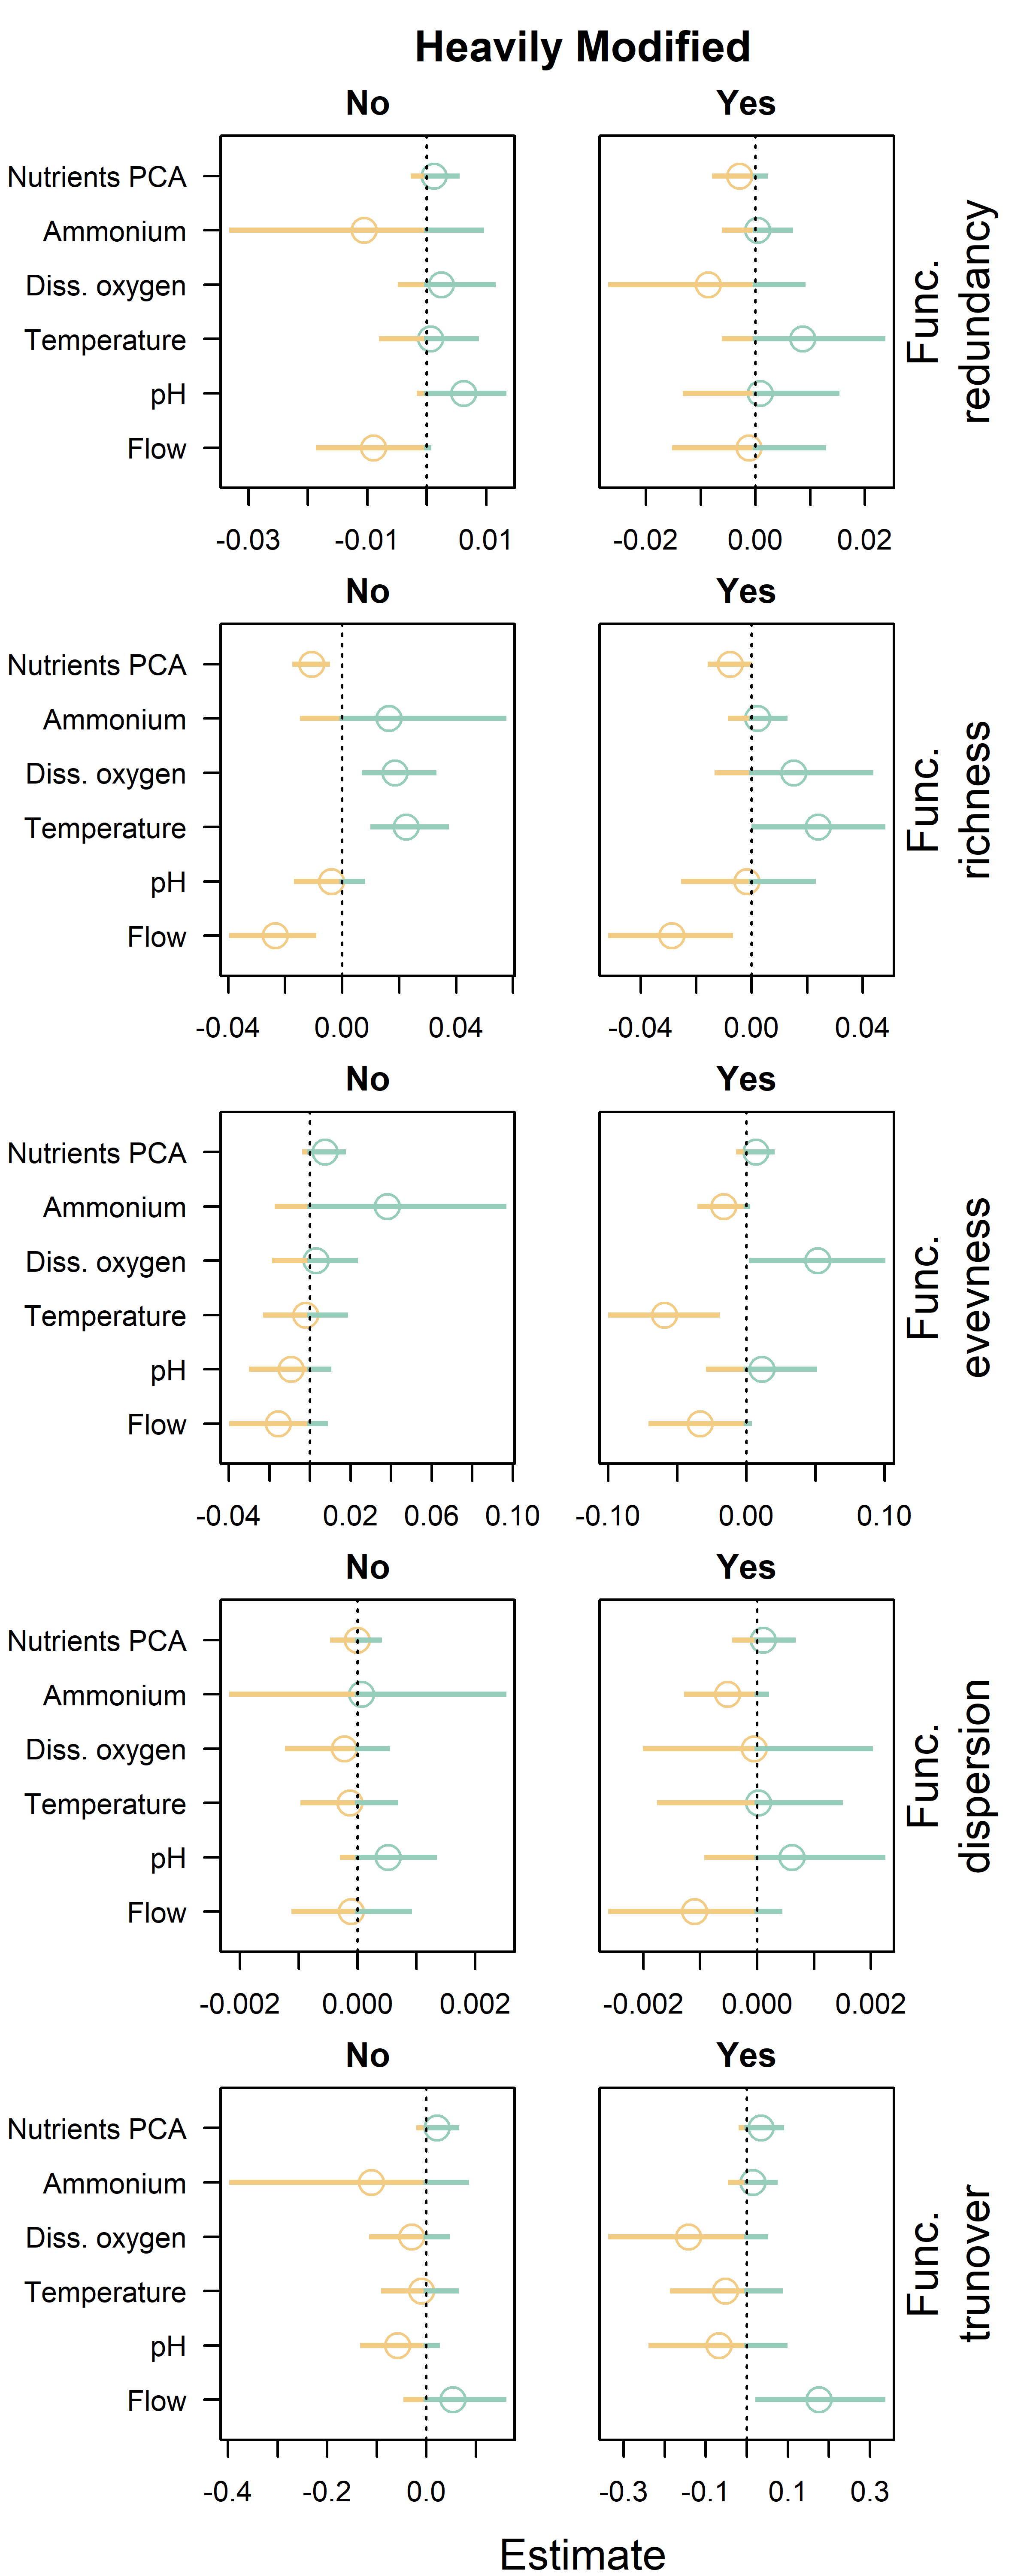 Heavily Modified
No Yes
Nutrients PCA
Ammonium
Diss. oxygen
Temperature
pH
Flow
Func.
redundancy
-0.03 -0.01 0.01 -0.02 0.00 0.02
No Yes
Nutrients PCA
Ammonium
Diss. oxygen
Temperature
pH
Flow
Func.
richness
-0.04 0.00 0.04 -0.04 0.00 0.04
No Yes
Nutrients PCA
Ammonium
Diss. oxygen
Temperature
pH
Flow
Func.
evevness
-0.04 0.02 0.06 0.10 -0.10 0.00 0.10
No Yes
Nutrients PCA
Ammonium
Diss. oxygen
Temperature
pH
Flow
Func.
dispersion
-0.002 0.000 0.002 -0.002 0.000 0.002
No Yes
Nutrients PCA
Ammonium
Diss. oxygen
Temperature
pH
Flow
Func.
trunover
-0.4 -0.2 0.0 -0.3 -0.1 0.1 0.3
Estimate